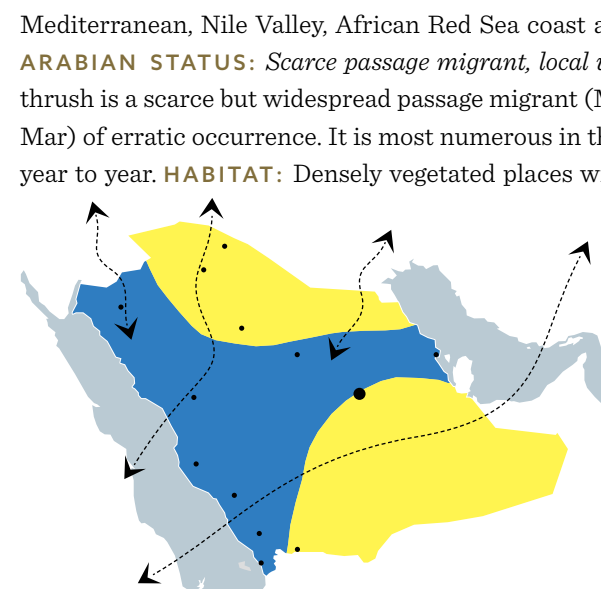 Mediterranean, Nile Valley, African Red Sea coast
ARABIAN STATUS: Scarce passage migrant, local
thrush is a scarce but widespread passage migrant
Mar) of erratic occurrence. It is most numerous in
year to year. HABITAT: Densely vegetated places